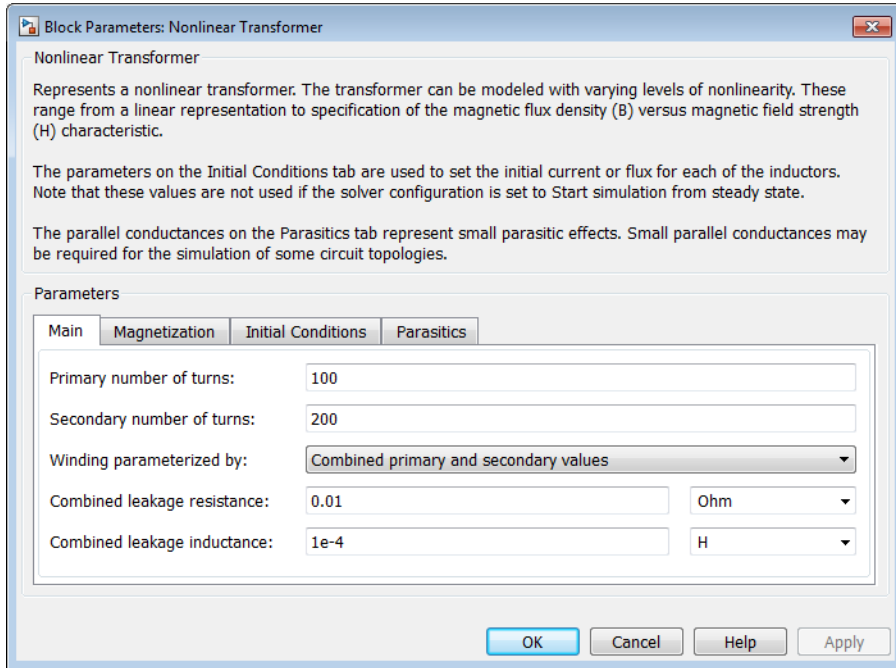 Block Parameters: Nonlinear Transformer
Nonlinear Transformer
Represents a nonlinear transformer. The transformer can be modeled with varying levels of nonlinearity. These
range from a linear representation to specification of the magnetic flux density (B) versus magnetic field strength
(H) characteristic.
The parameters on the Initial Conditions tab are used to set the initial current or flux for each of the inductors.
Note that these values are not used if the solver configuration is set to Start simulation from steady state.
The parallel conductances on the Parasitics tab represent small parasitic effects. Small parallel conductances may
be required for the simulation of some circuit topologies.
Parameters
Main Magnetization Initial Conditions Parasitics
Primary number of turns: 100
Secondary number of turns: 200
Winding parameterized by: Combined primary and secondary values
Combined leakage resistance: 0.01 Ohm
Combined leakage inductance: 1e-4 H
OK Cancel Help Apply